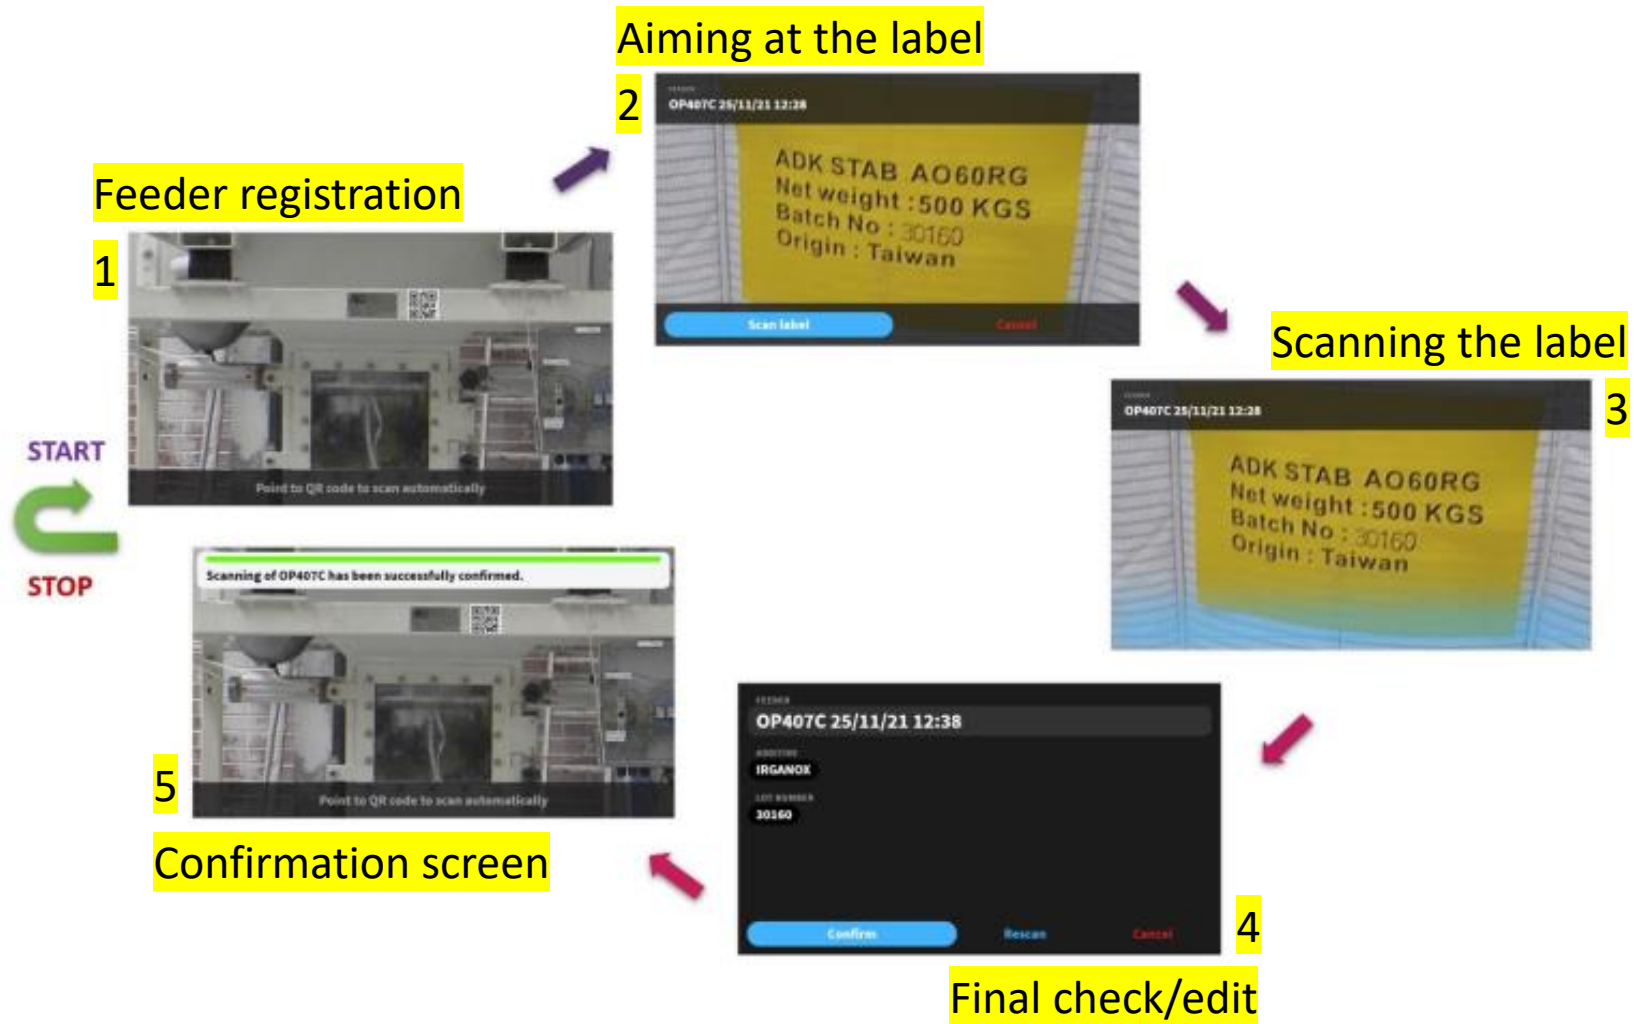 Aiming at the label
2
OP407C 25/11/21 12:28
ADK STAB AO60RG
Net weight : 500 KGS
Batch No : 30160
Origin : Taiwan
Scan label
Cancel
Feeder registration
1
Point to QR code to scan automatically
Scanning the label
3
OP407C 25/11/21 12:28
ADK STAB AO60RG
Net weight : 500 KGS
Batch No : 30160
Origin : Taiwan
START
STOP
FEEDER
OP407C 25/11/21 12:38
ADDITIVE
IRGANOX
LOT NUMBER
30160
Confirm
Rescan
Cancel
4
Final check/edit
Scanning of OP407C has been successfully confirmed.
Point to QR code to scan automatically
5
Confirmation screen